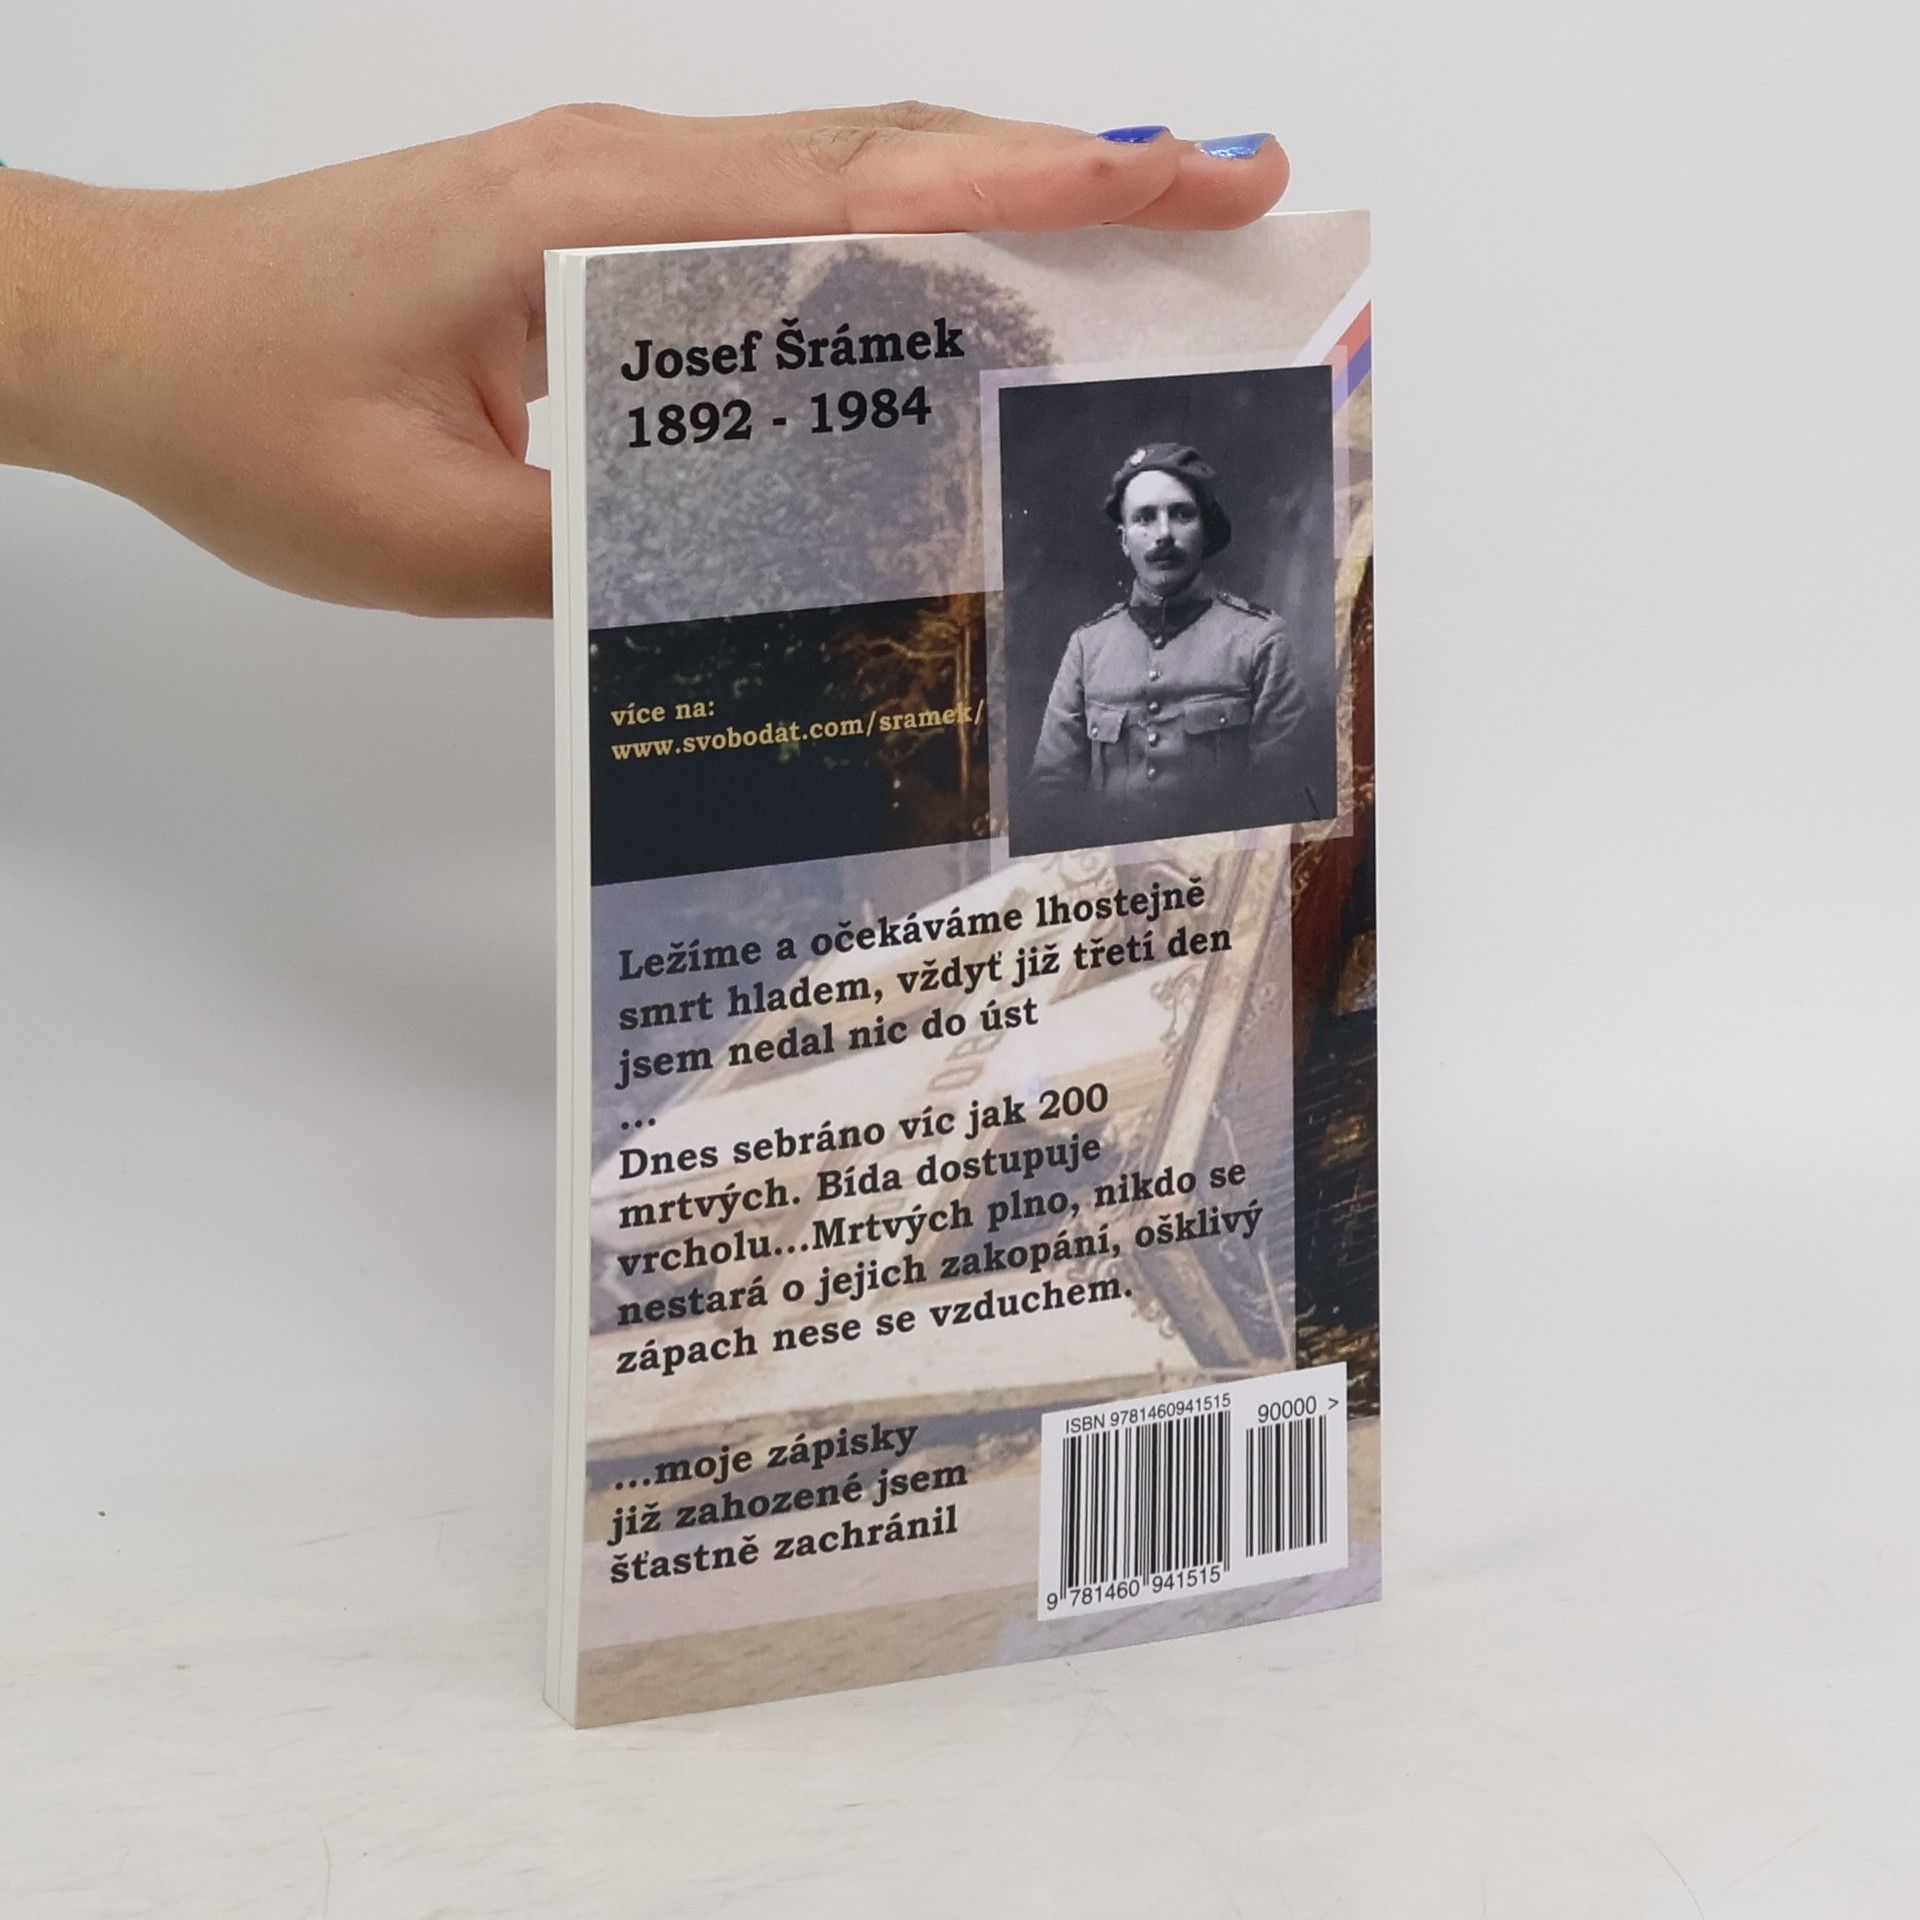 Josef Šrámek
1892 - 1984
více na:
www.svobodat.com/sramek/
Ležíme a očekáváme lhostejně
smrt hladem, vždyť již třetí den
jsem nedal nic do úst
...
Dnes sebráno víc jak 200
mrtvých. Bída dostupuje
vrcholu...Mrtvých plno, nikdo se
nestará o jejich zakopání, ošklivý
zápach nese se vzduchem.
...moje zápisky
již zahozené jsem
šťastně zachránil
ISBN 9781460941515
90000 >
9 781460 941515